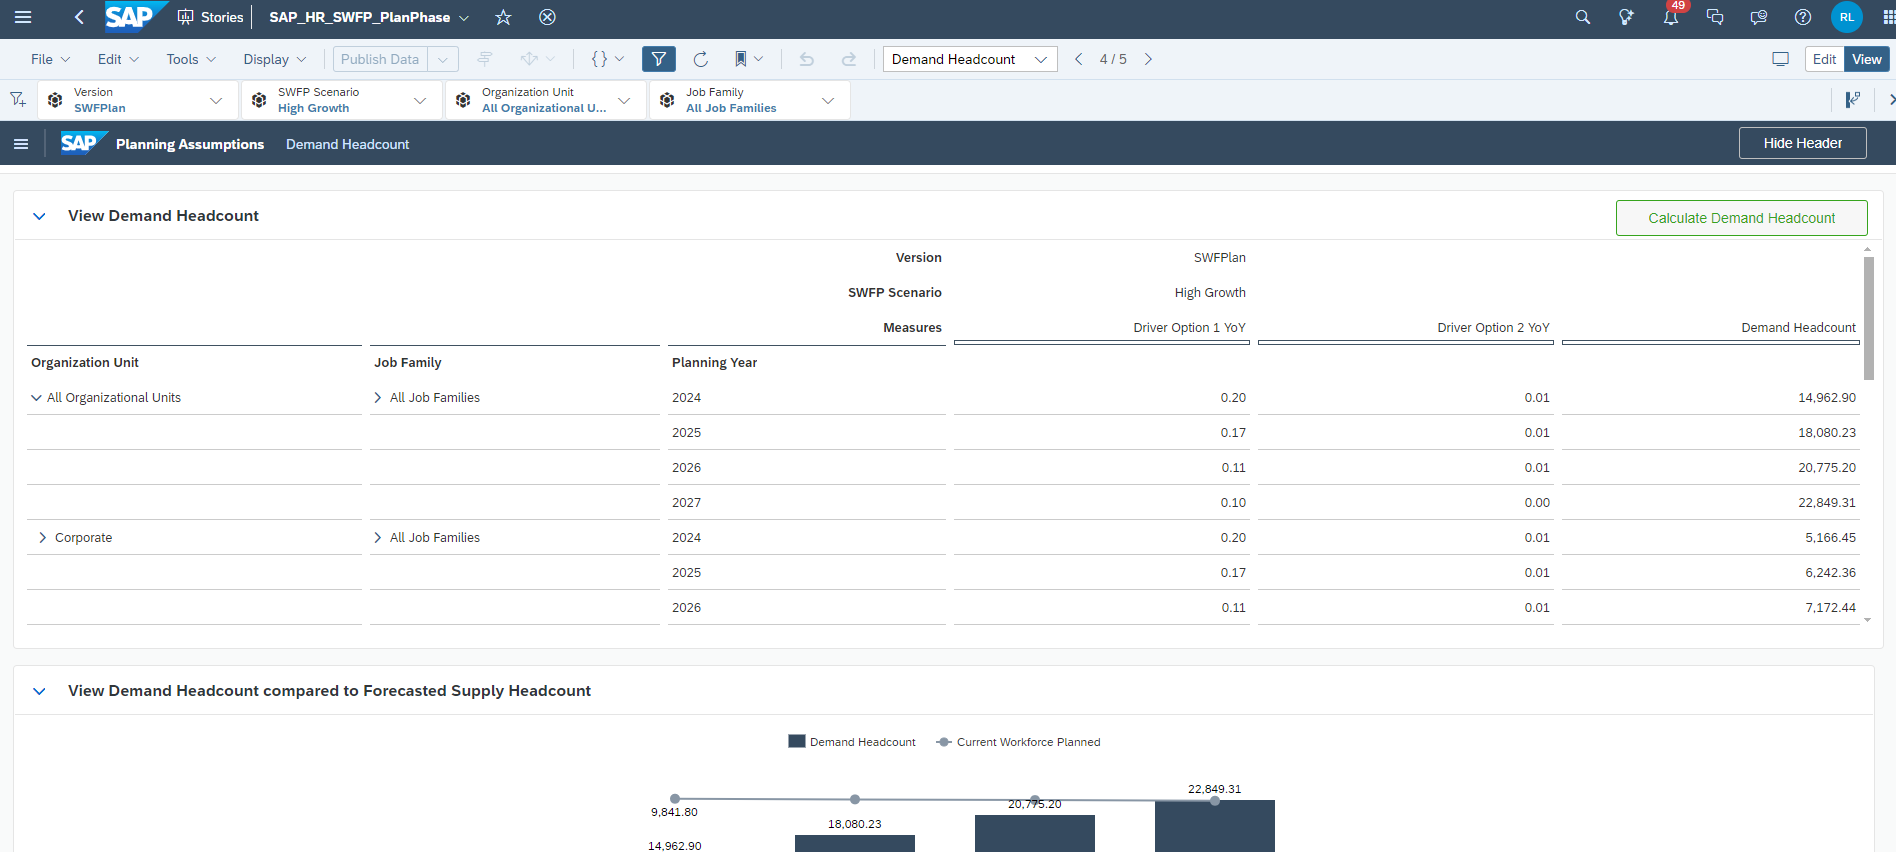 SAP Stories SAP_HR_SWFP_PlanPhase 49 RL
File Edit Tools Display Publish Data {} Demand Headcount 4 / 5 Edit View
Version SWFP Scenario Organization Unit Job Family
SWFPlan High Growth All Organizational U... All Job Families
SAP Planning Assumptions Demand Headcount Hide Header
View Demand Headcount Calculate Demand Headcount
Version SWFPlan
SWFP Scenario High Growth
Measures Driver Option 1 YoY Driver Option 2 YoY Demand Headcount
Organization Unit Job Family Planning Year
All Organizational Units All Job Families 2024 0.20 0.01 14,962.90
2025 0.17 0.01 18,080.23
2026 0.11 0.01 20,775.20
2027 0.10 0.00 22,849.31
Corporate All Job Families 2024 0.20 0.01 5,166.45
2025 0.17 0.01 6,242.36
2026 0.11 0.01 7,172.44
View Demand Headcount compared to Forecasted Supply Headcount
Demand Headcount Current Workforce Planned
22,849.31
20,775.20
9,841.80
18,080.23
14,962.90